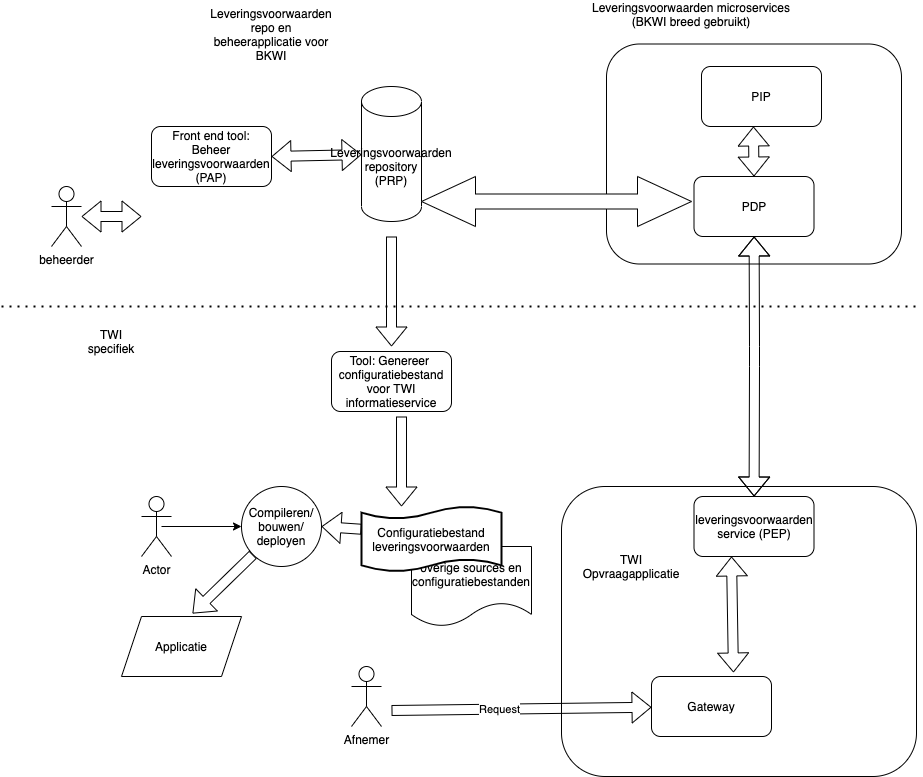 Leveringsvoorwaarden
repo en
beheerapplicatie voor
BKWI
Leveringsvoorwaarden microservices
(BKWI breed gebruikt)
PIP
Front end tool:
Beheer
leveringsvoorwaarden
(PAP)
Leveringsvoorwaarden
repository
(PRP)
PDP
beheerder
TWI
specifiek
Tool: Genereer
configuratiebestand
voor TWI
informatieservice
Compileren/
bouwen/
deployen
Configuratiebestand
leveringsvoorwaarden
overige sources en
configuratiebestanden
Actor
Applicatie
leveringsvoorwaarden
service (PEP)
TWI
Opvraagapplicatie
Request
Gateway
Afnemer